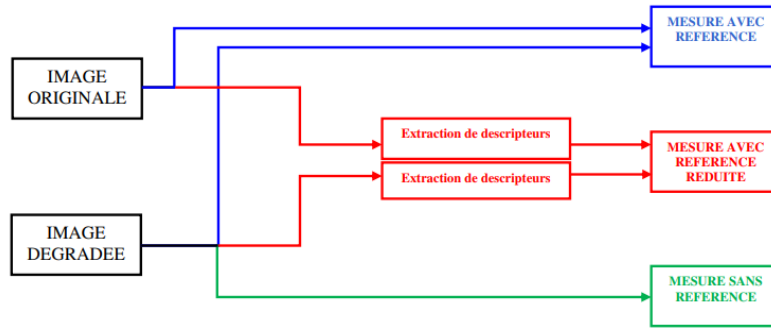 MESURE AVEC
REFERENCE
IMAGE
ORIGINALE
Extraction de descripteurs
MESURE AVEC
REFERENCE
REDUITE
Extraction de descripteurs
IMAGE
DEGRADEE
MESURE SANS
REFERENCE